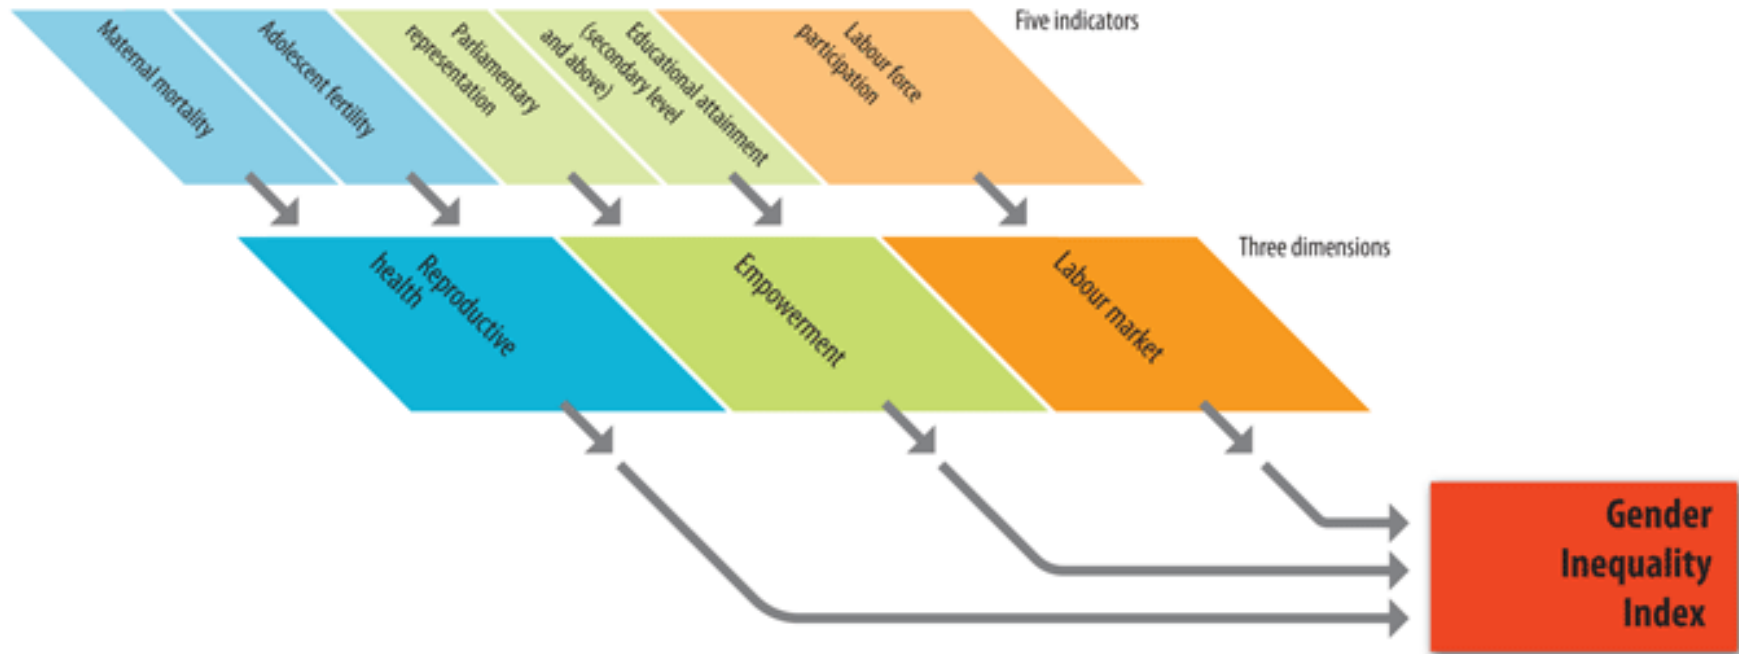 Maternal mortality
Adolescent fertility
Parliamentary
representation
Educational attainment
(secondary level
and above)
Labour force
participation
Five indicators
Reproductive
health
Empowerment
Labour market
Three dimensions
Gender
Inequality
Index